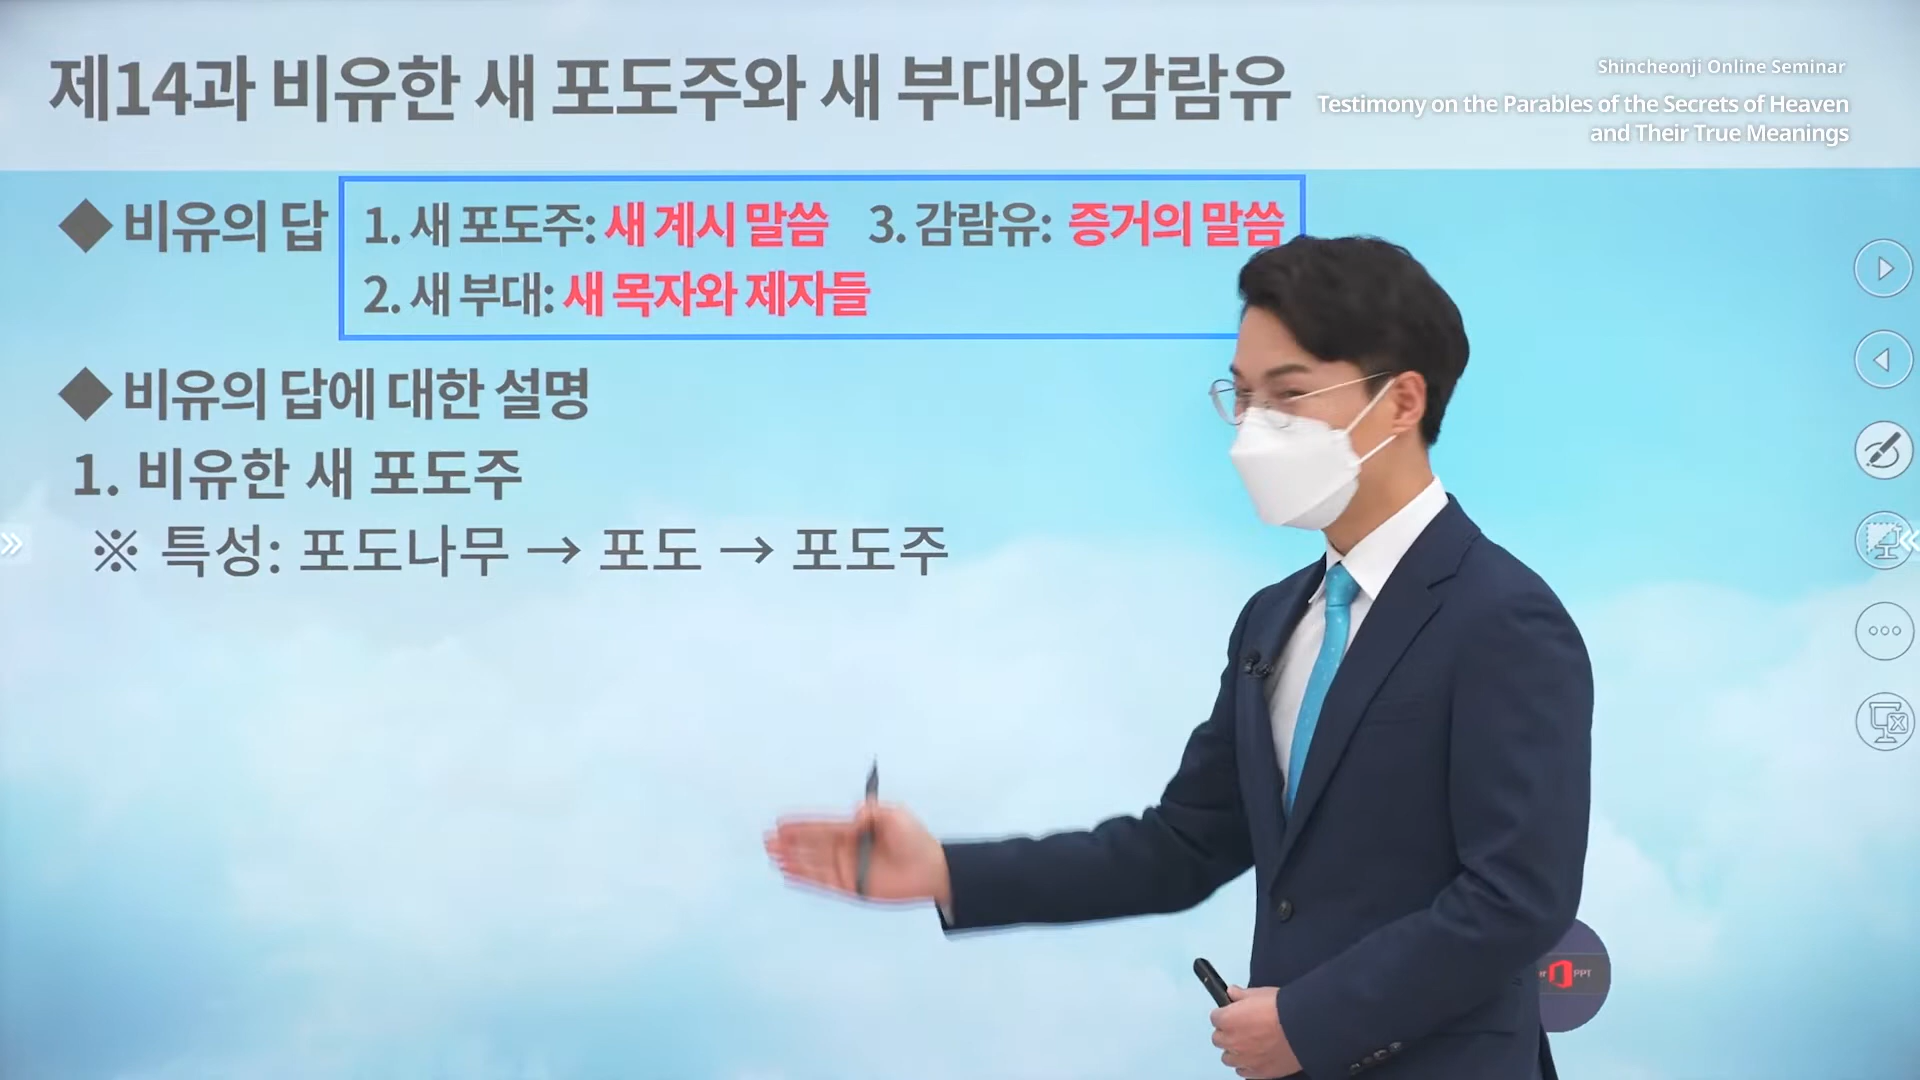 제14과 비유한 새 포도주와 새 부대와 감람유
Shincheonji Online Seminar
Testimony on the Parables of the Secrets of Heaven
and Their True Meanings
◆ 비유의 답
1. 새 포도주: 새 계시 말씀 3. 감람유: 증거의 말씀
2. 새 부대: 새 목자와 제자들
◆ 비유의 답에 대한 설명
1. 비유한 새 포도주
※ 특성: 포도나무 → 포도 → 포도주
PPT